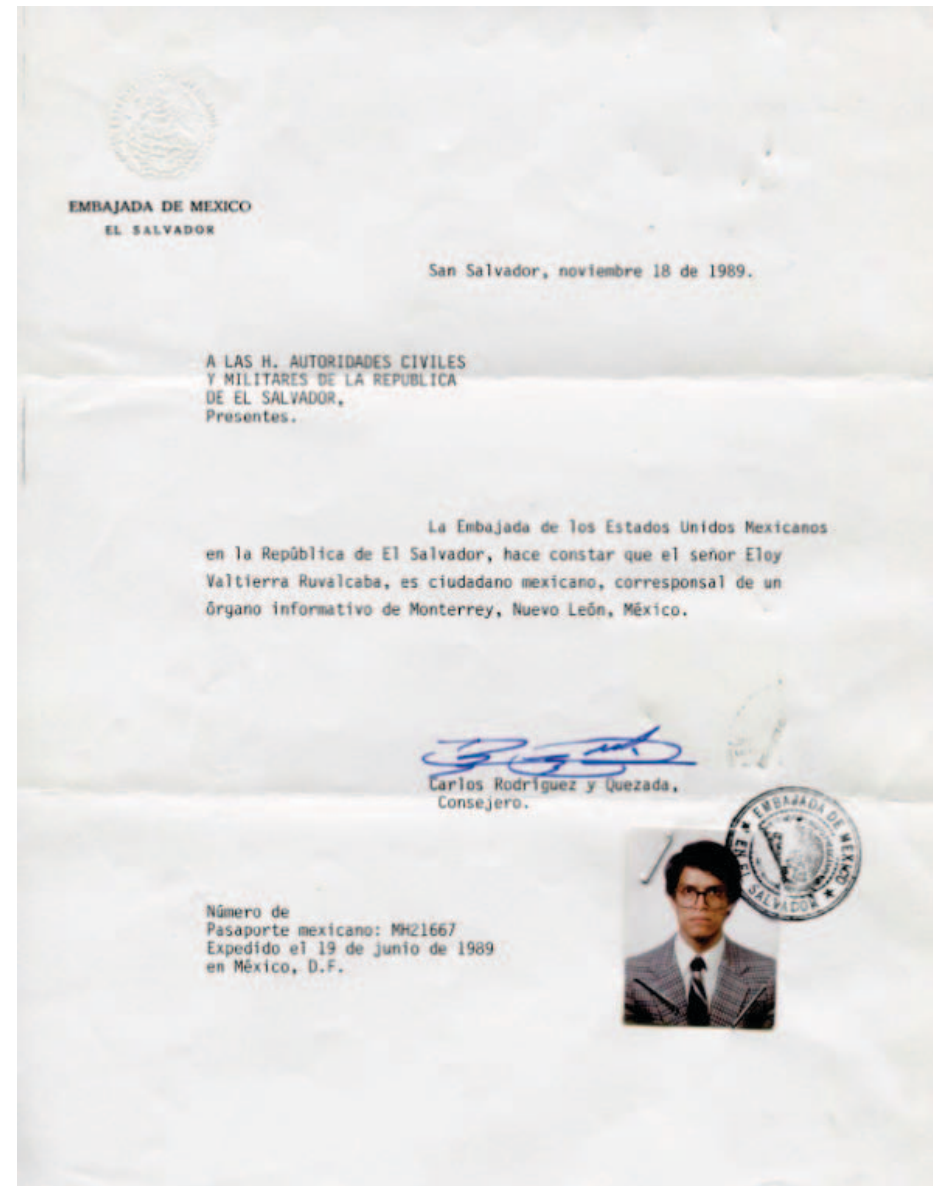 EMBAJADA DE MEXICO
EL SALVADOR
San Salvador, noviembre 18 de 1989.
A LAS H. AUTORIDADES CIVILES
Y MILITARES DE LA REPUBLICA
DE EL SALVADOR,
Presentes.
La Embajada de los Estados Unidos Mexicanos
en la República de El Salvador, hace constar que el señor Eloy
Valtierra Ruvalcaba, es ciudadano mexicano, corresponsal de un
órgano informativo de Monterrey, Nuevo León, México.
Carlos Rodríguez y Quezada,
Consejero.
EMBAJADA DE MEXICO
EN EL SALVADOR
Número de
Pasaporte mexicano: MH21667
Expedido el 19 de junio de 1989
en México, D.F.